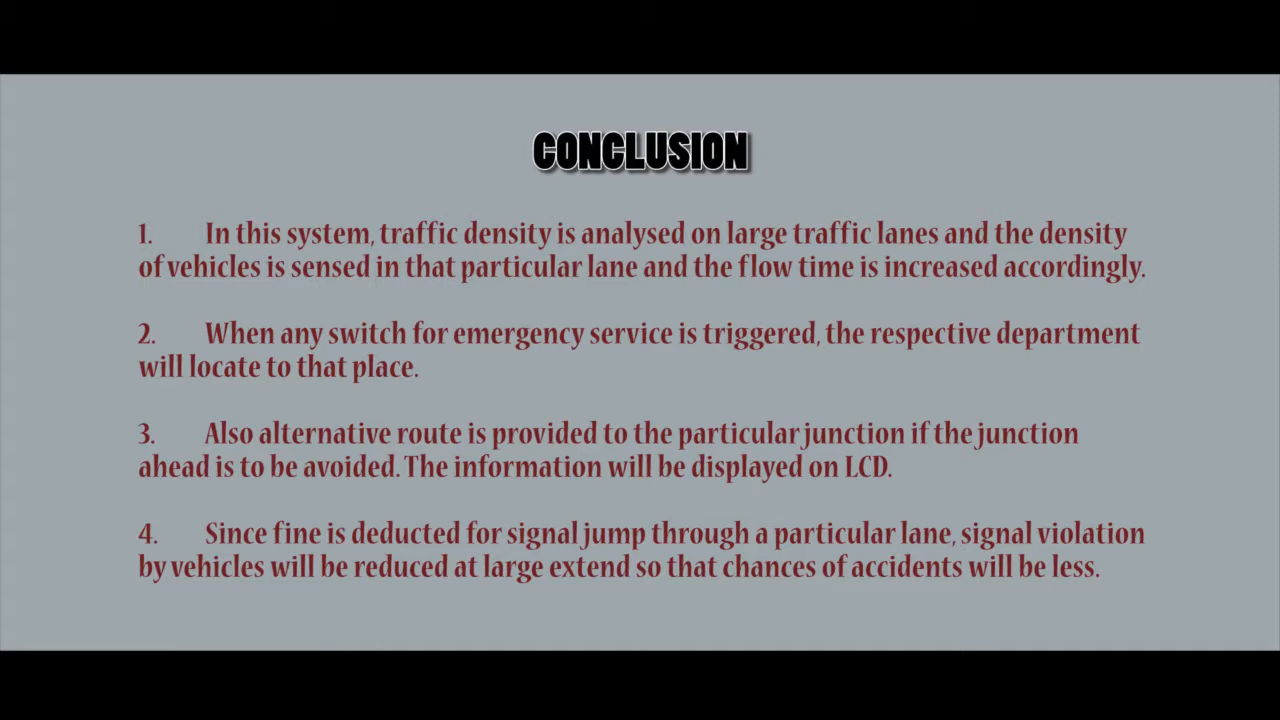 CONCLUSION
1. In this system, traffic density is analysed on large traffic lanes and the density
of vehicles is sensed in that particular lane and the flow time is increased accordingly.
2. When any switch for emergency service is triggered, the respective department
will locate to that place.
3. Also alternative route is provided to the particular junction if the junction
ahead is to be avoided. The information will be displayed on LCD.
4. Since fine is deducted for signal jump through a particular lane, signal violation
by vehicles will be reduced at large extend so that chances of accidents will be less.